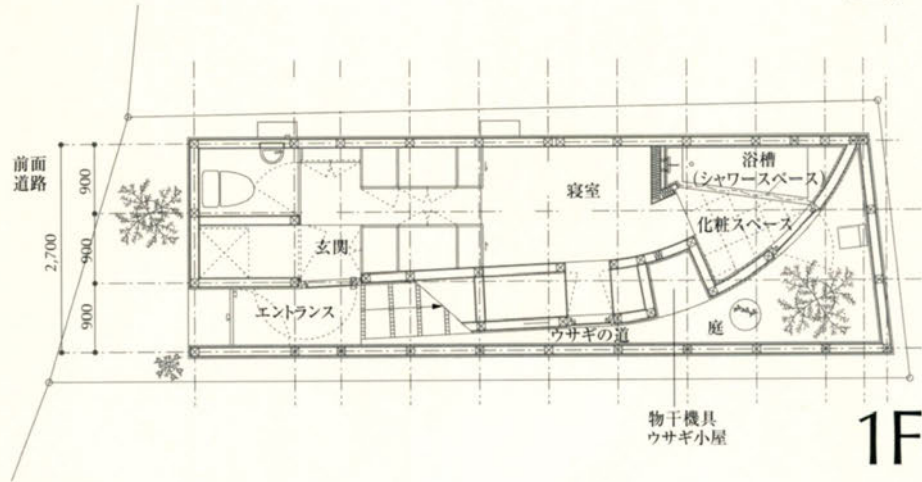 前面
道路
2,700
900
900
900
玄関
エントランス
寝室
浴槽
(シャワースペース)
化粧スペース
ウサギの道
庭
物干機具
ウサギ小屋
1F